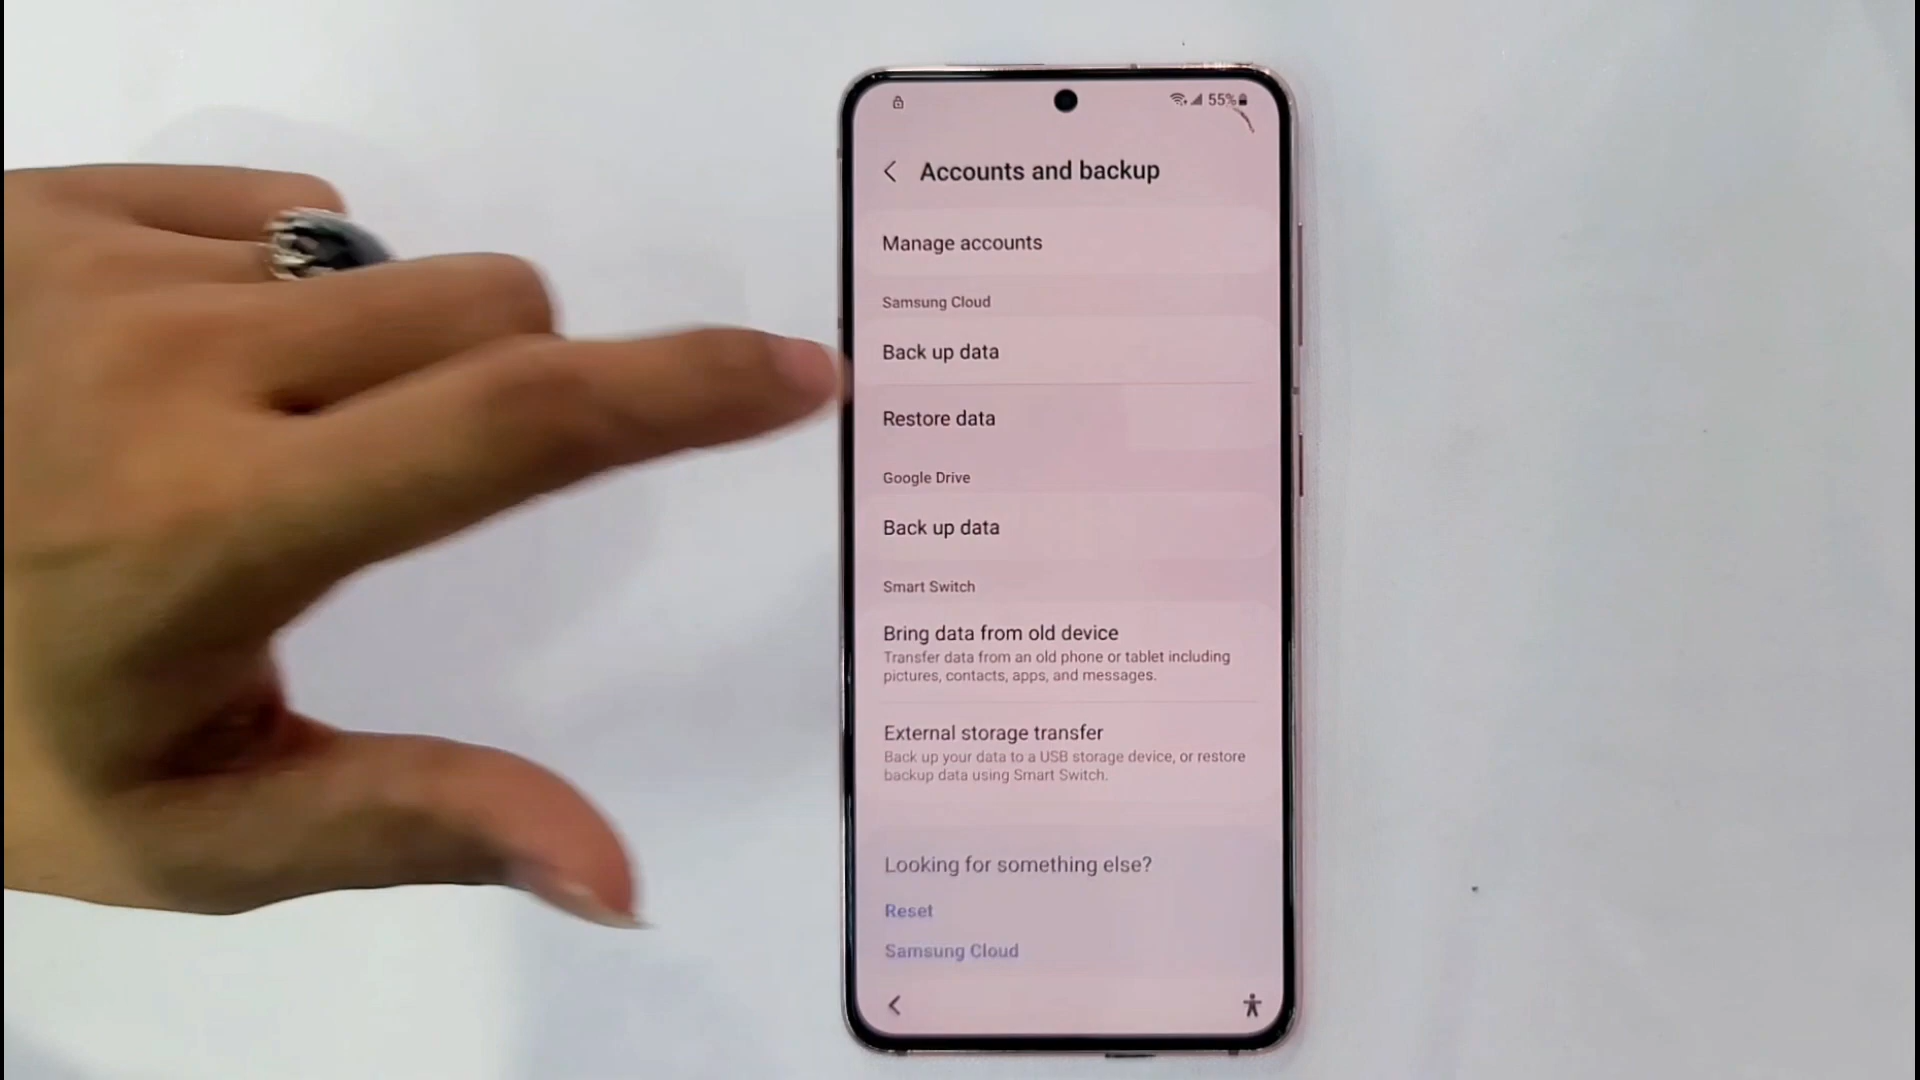 55%
Accounts and backup
Manage accounts
Samsung Cloud
Back up data
Restore data
Google Drive
Back up data
Smart Switch
Bring data from old device
Transfer data from an old phone or tablet including
pictures, contacts, apps, and messages.
External storage transfer
Back up your data to a USB storage device, or restore
backup data using Smart Switch.
Looking for something else?
Reset
Samsung Cloud